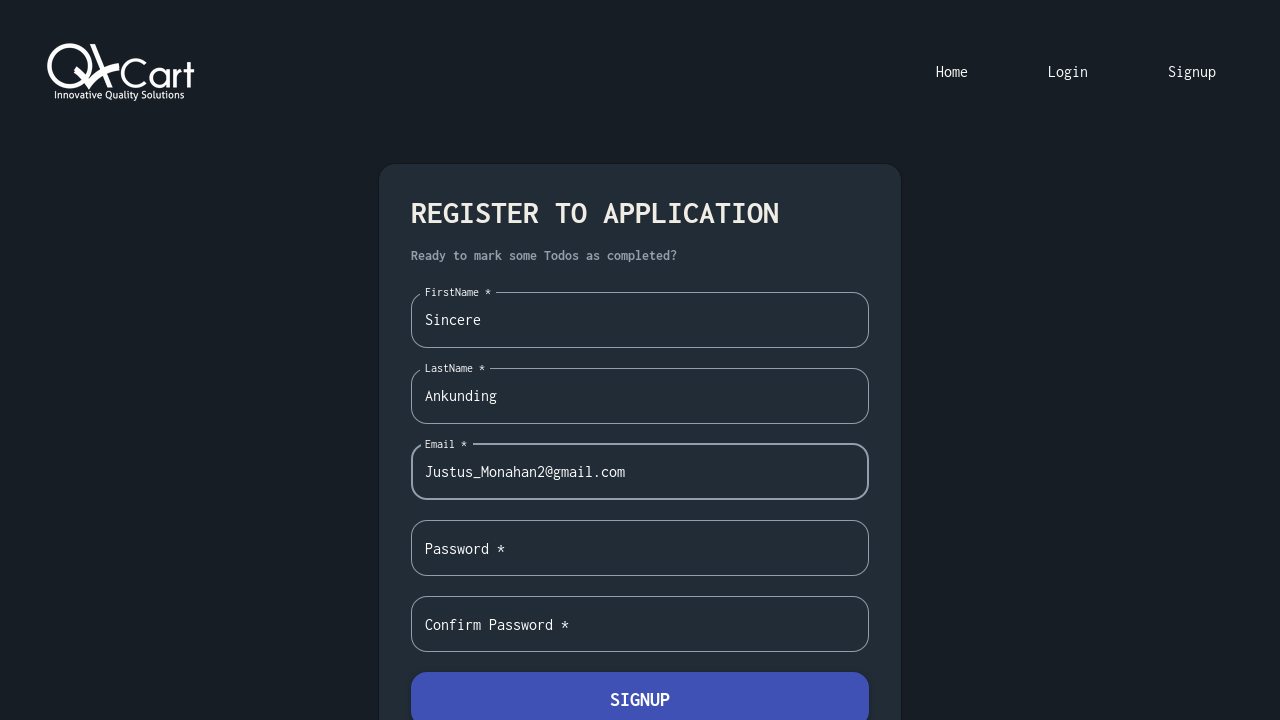 QACart
Innovative Quality Solutions
Home
Login
Signup
REGISTER TO APPLICATION
Ready to mark some Todos as completed?
FirstName *
Sincere
LastName *
Ankunding
Email *
Justus_Monahan2@gmail.com
Password *
Confirm Password *
SIGNUP